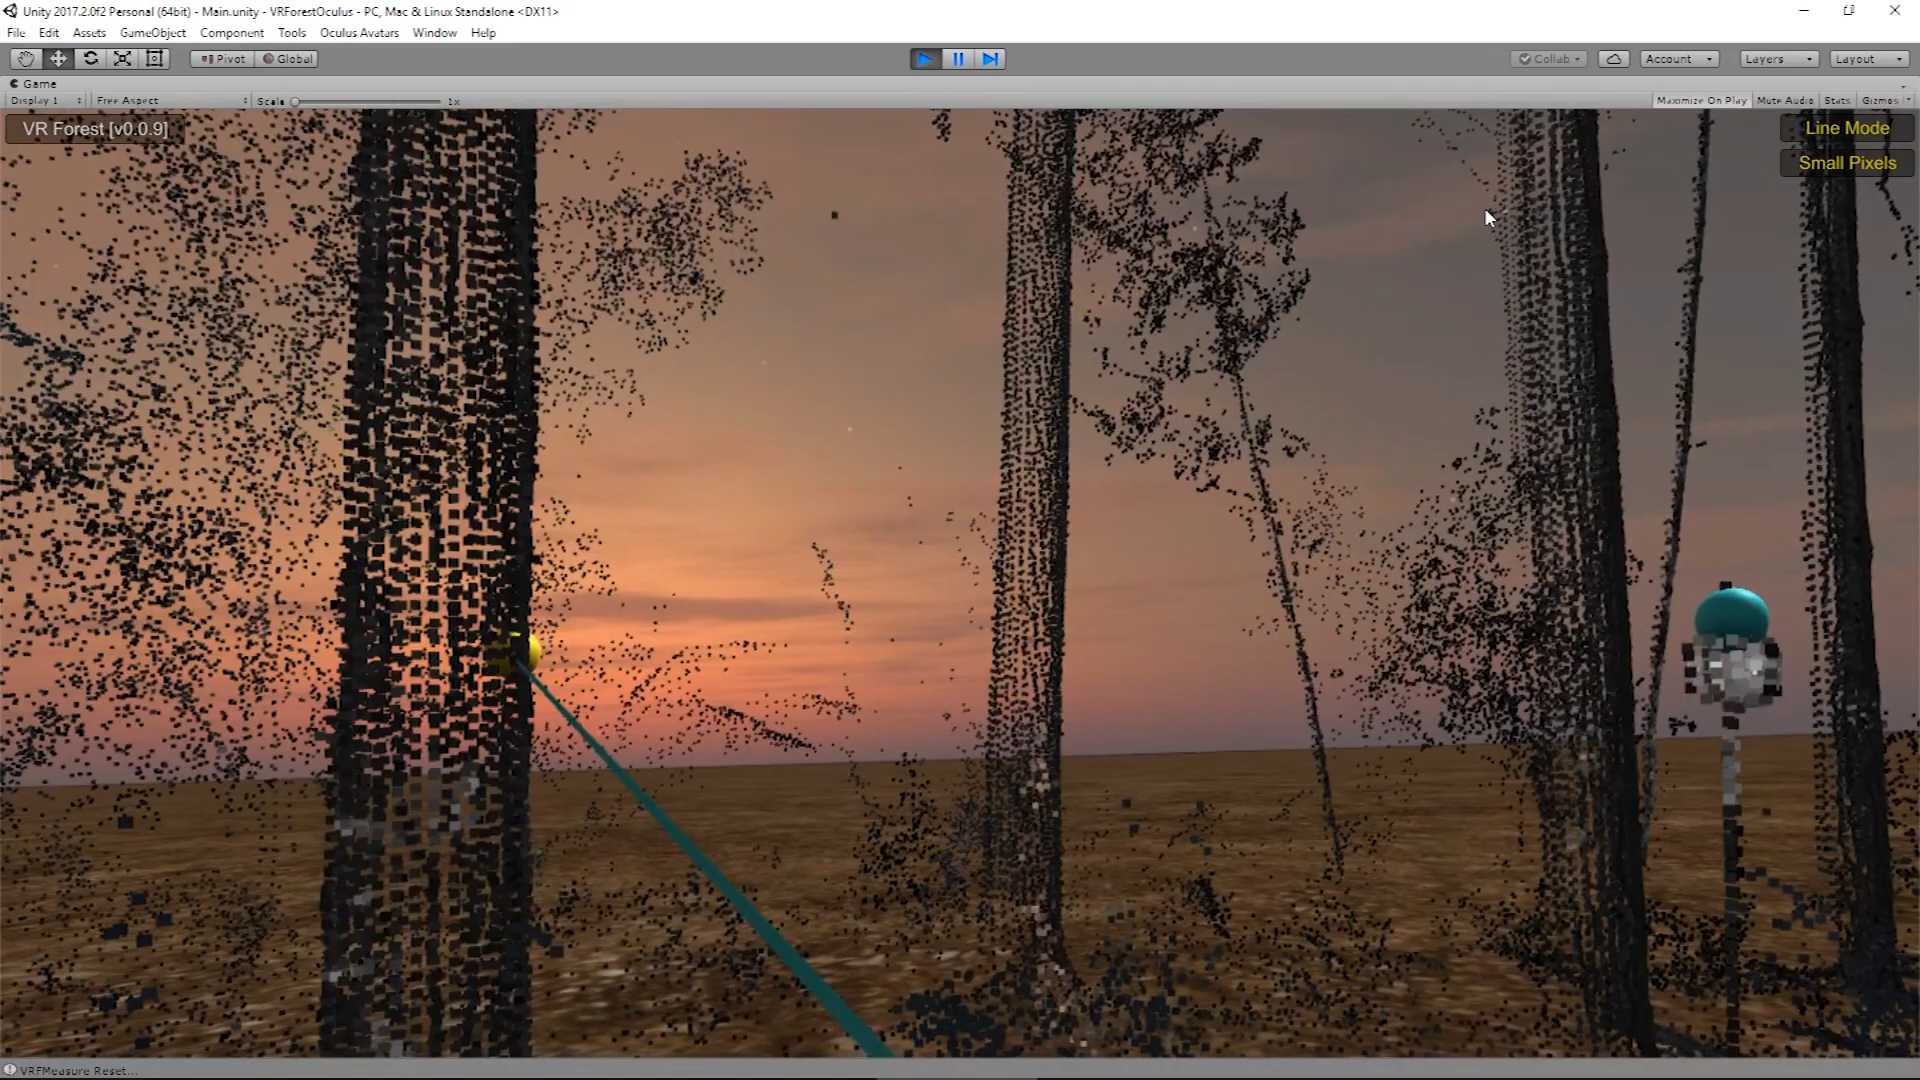 Unity 2017.2.0f2 Personal (64bit) - Main.unity - VRForestOculus - PC, Mac & Linux Standalone <DX11>
File Edit Assets GameObject Component Tools Oculus Avatars Window Help
Pivot Global Collab Account Layers Layout
Game
Display 1 Free Aspect Scale 1x Maximize On Play Mute Audio Stats Gizmos
VR Forest [v0.0.9]
Line Mode
Small Pixels
VRFMeasure Reset...